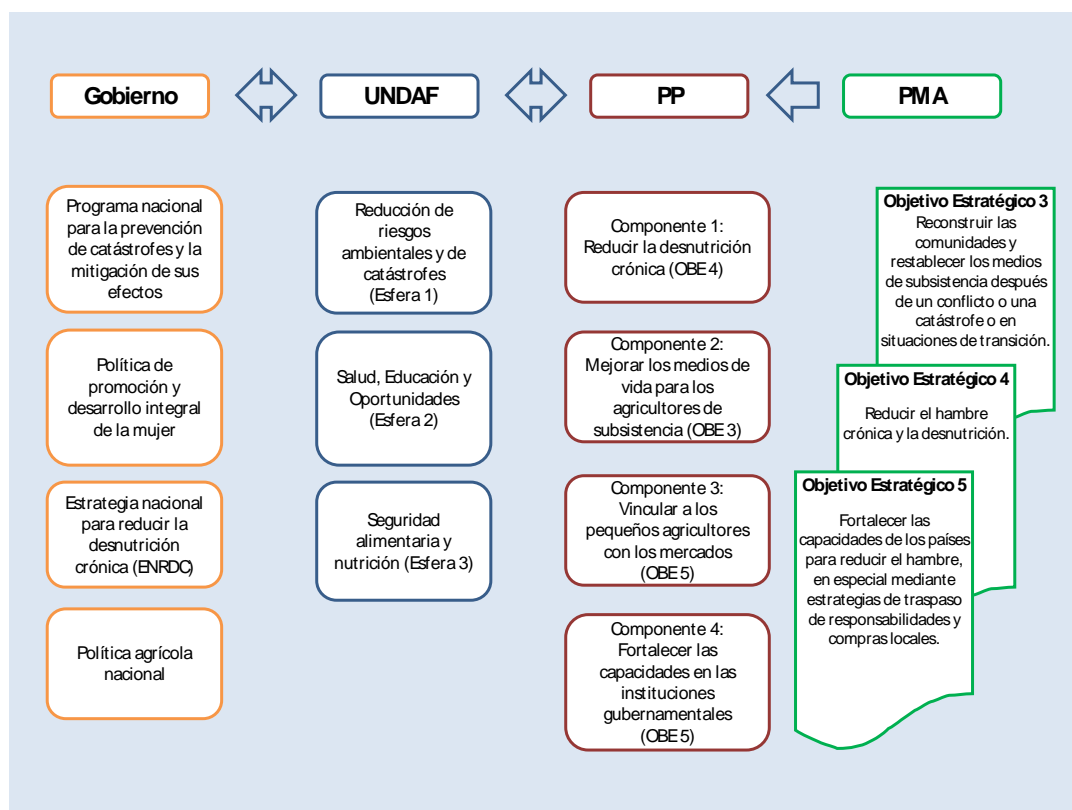 Gobierno
UNDAF
PP
PMA
Programa nacional
para la prevención
de catástrofes y la
mitigación de sus
efectos
Política de
promoción y
desarrollo integral
de la mujer
Estrategia nacional
para reducir la
desnutrición
crónica (ENRDC)
Política agrícola
nacional
Reducción de
riesgos
ambientales y de
catástrofes
(Esfera 1)
Salud, Educación y
Oportunidades
(Esfera 2)
Seguridad
alimentaria y
nutrición (Esfera 3)
Componente 1:
Reducir la desnutrición
crónica (OBE 4)
Componente 2:
Mejorar los medios de
vida para los
agricultores de
subsistencia (OBE 3)
Componente 3:
Vincular a los
pequeños agricultores
con los mercados
(OBE 5)
Componente 4:
Fortalecer las
capacidades en las
instituciones
gubernamentales
(OBE 5)
Objetivo Estratégico 3
Reconstruir las
comunidades y
restablecer los medios
de subsistencia después
de un conflicto o una
catástrofe o en
situaciones de transición.
Objetivo Estratégico 4
Reducir el hambre
crónica y la desnutrición.
Objetivo Estratégico 5
Fortalecer las
capacidades de los países
para reducir el hambre,
en especial mediante
estrategias de traspaso
de responsabilidades y
compras locales.